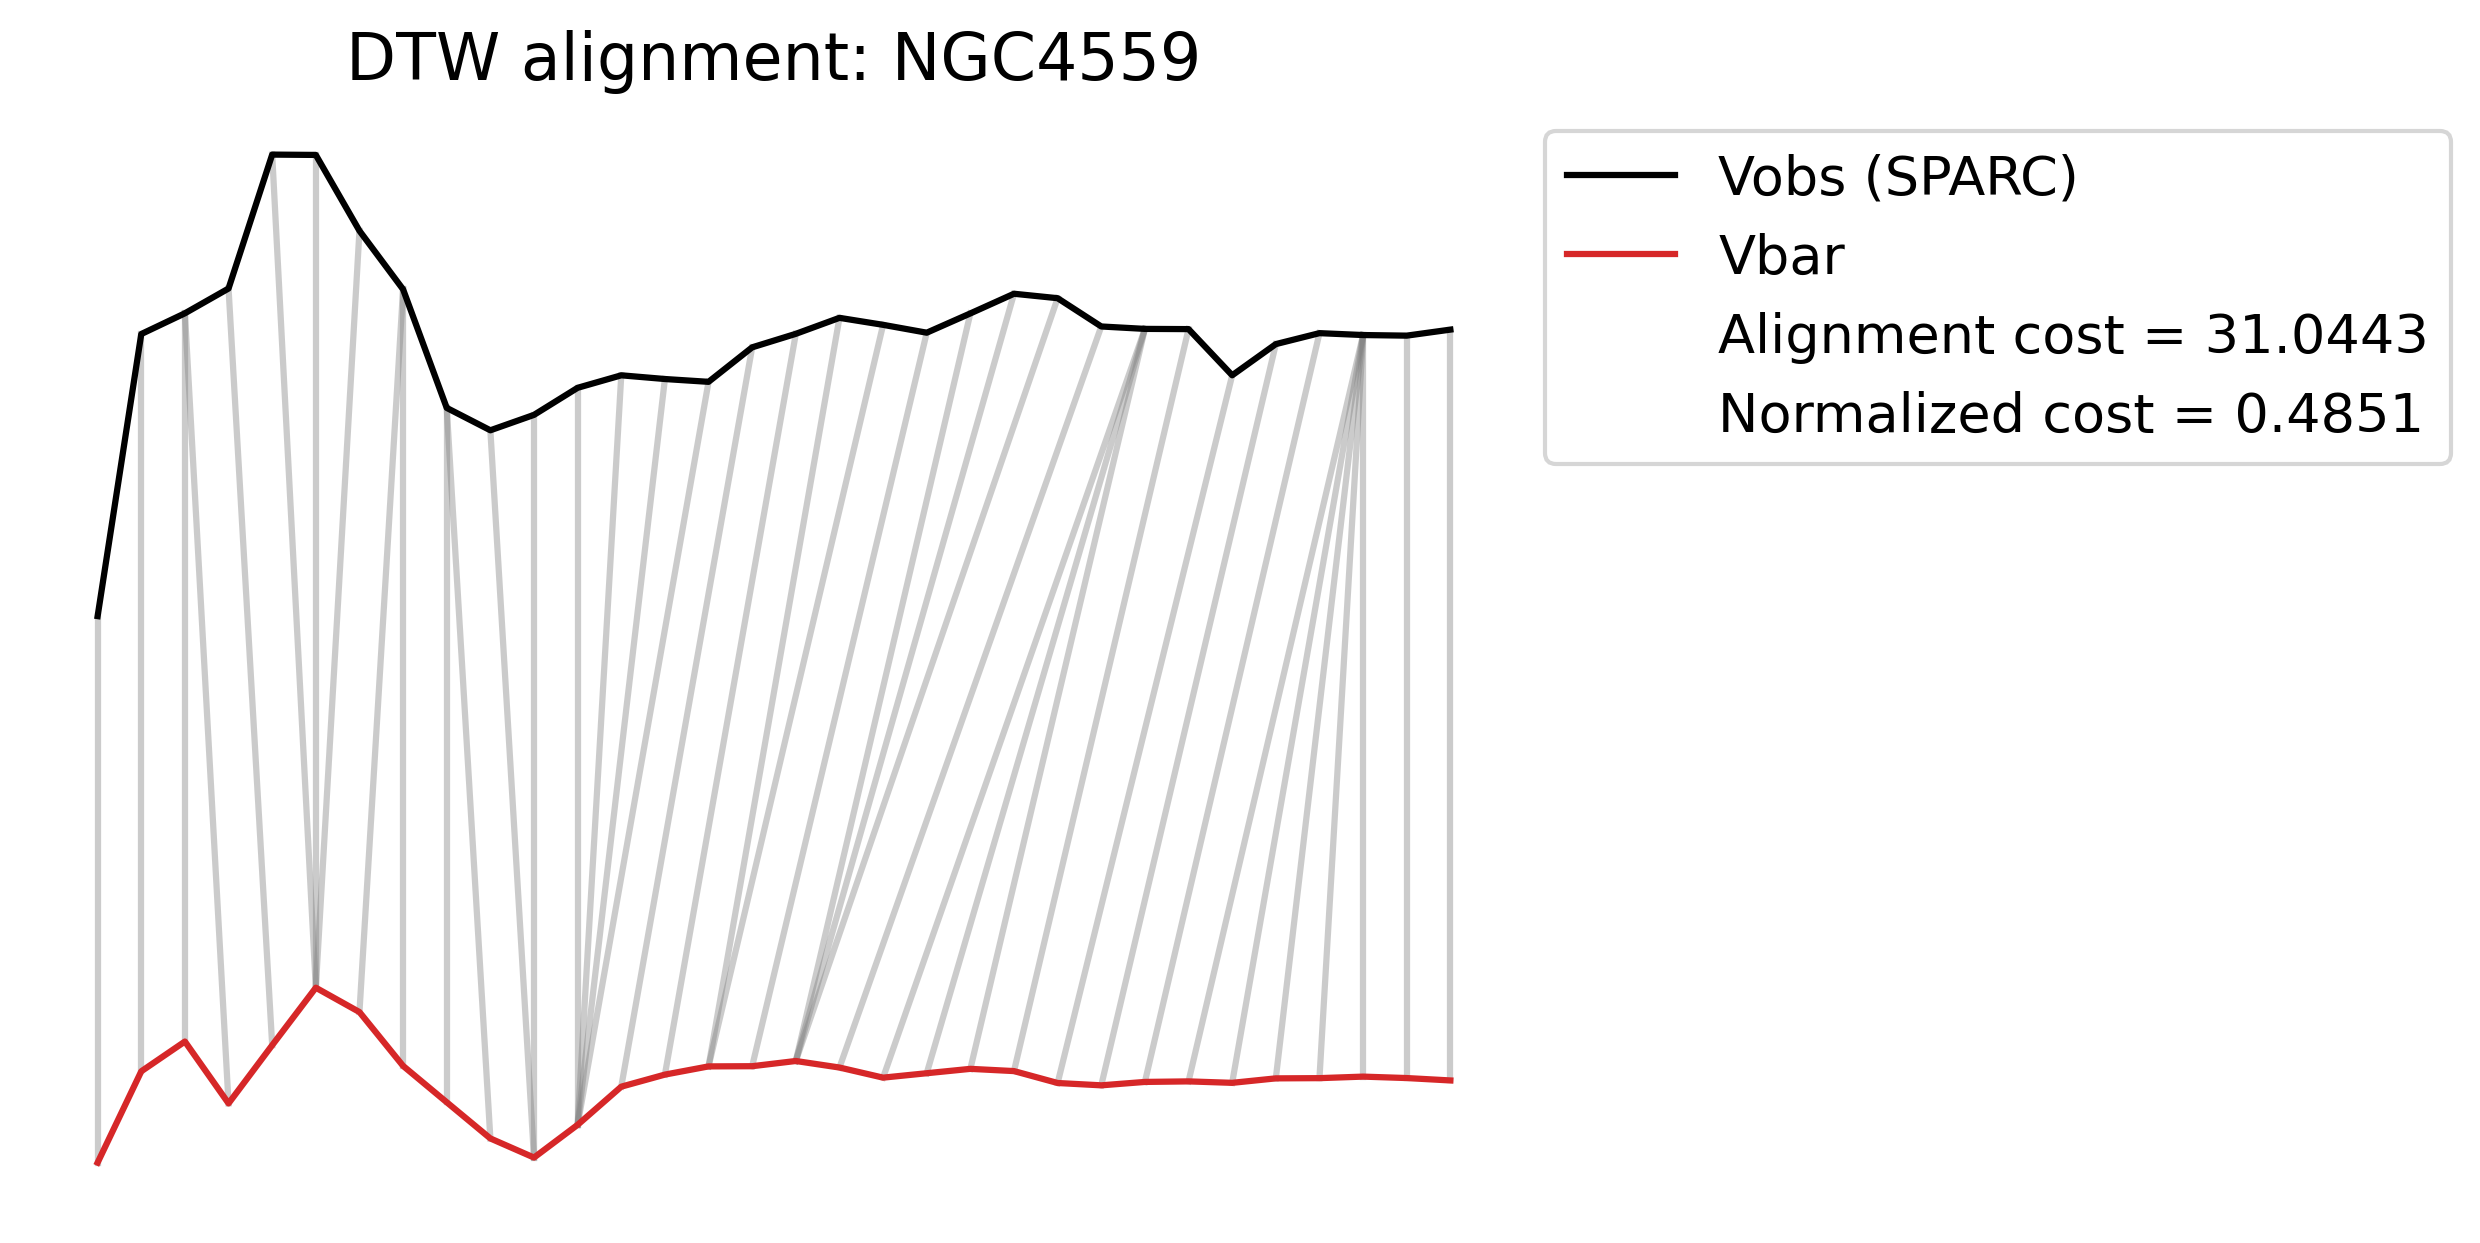 DTW alignment: NGC4559
Vobs (SPARC)
Vbar
Alignment cost = 31.0443
Normalized cost = 0.4851